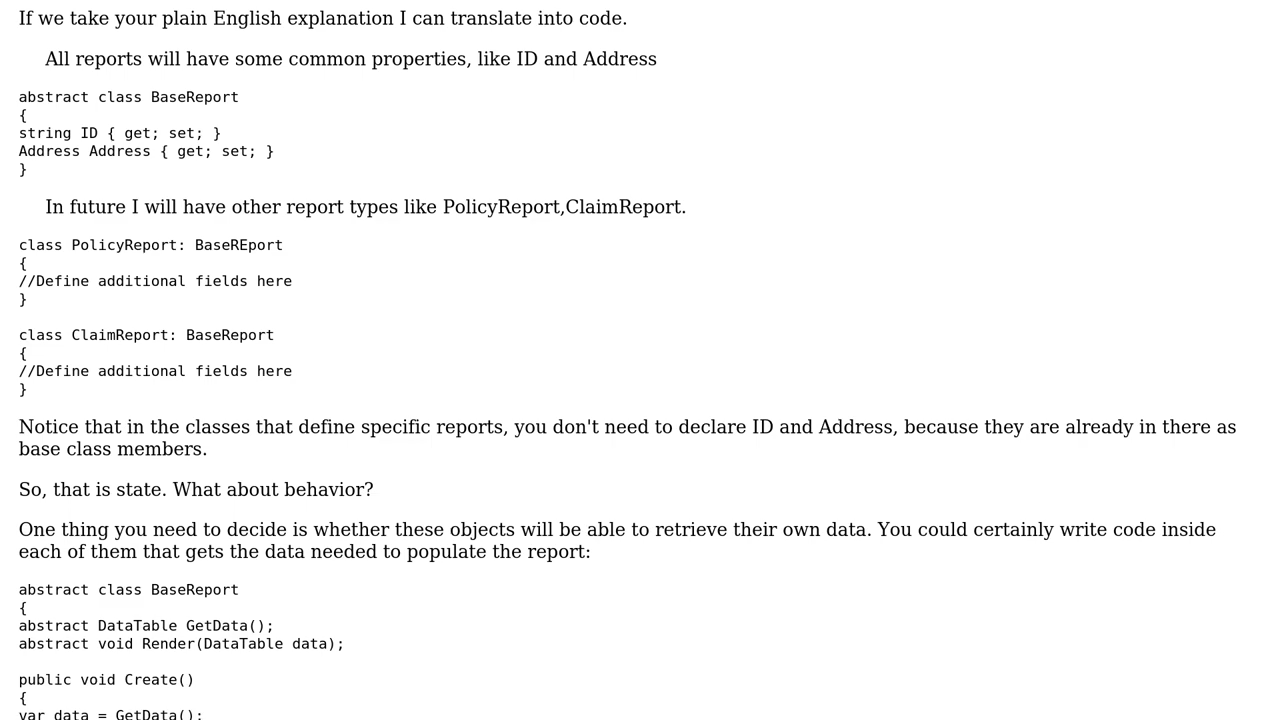 If we take your plain English explanation I can translate into code.
All reports will have some common properties, like ID and Address
abstract class BaseReport
{
string ID { get; set; }
Address Address { get; set; }
}
In future I will have other report types like PolicyReport,ClaimReport.
class PolicyReport: BaseREport
{
//Define additional fields here
}
class ClaimReport: BaseReport
{
//Define additional fields here
}
Notice that in the classes that define specific reports, you don't need to declare ID and Address, because they are already in there as
base class members.
So, that is state. What about behavior?
One thing you need to decide is whether these objects will be able to retrieve their own data. You could certainly write code inside
each of them that gets the data needed to populate the report:
abstract class BaseReport
{
abstract DataTable GetData();
abstract void Render(DataTable data);
public void Create()
{
var data = GetData();